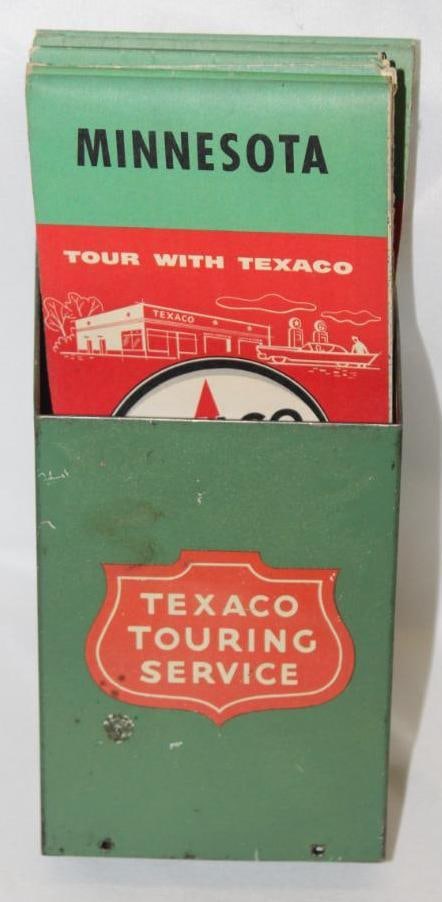 MINNESOTA
TOUR WITH TEXACO
TEXACO
TEXACO
TOURING
SERVICE